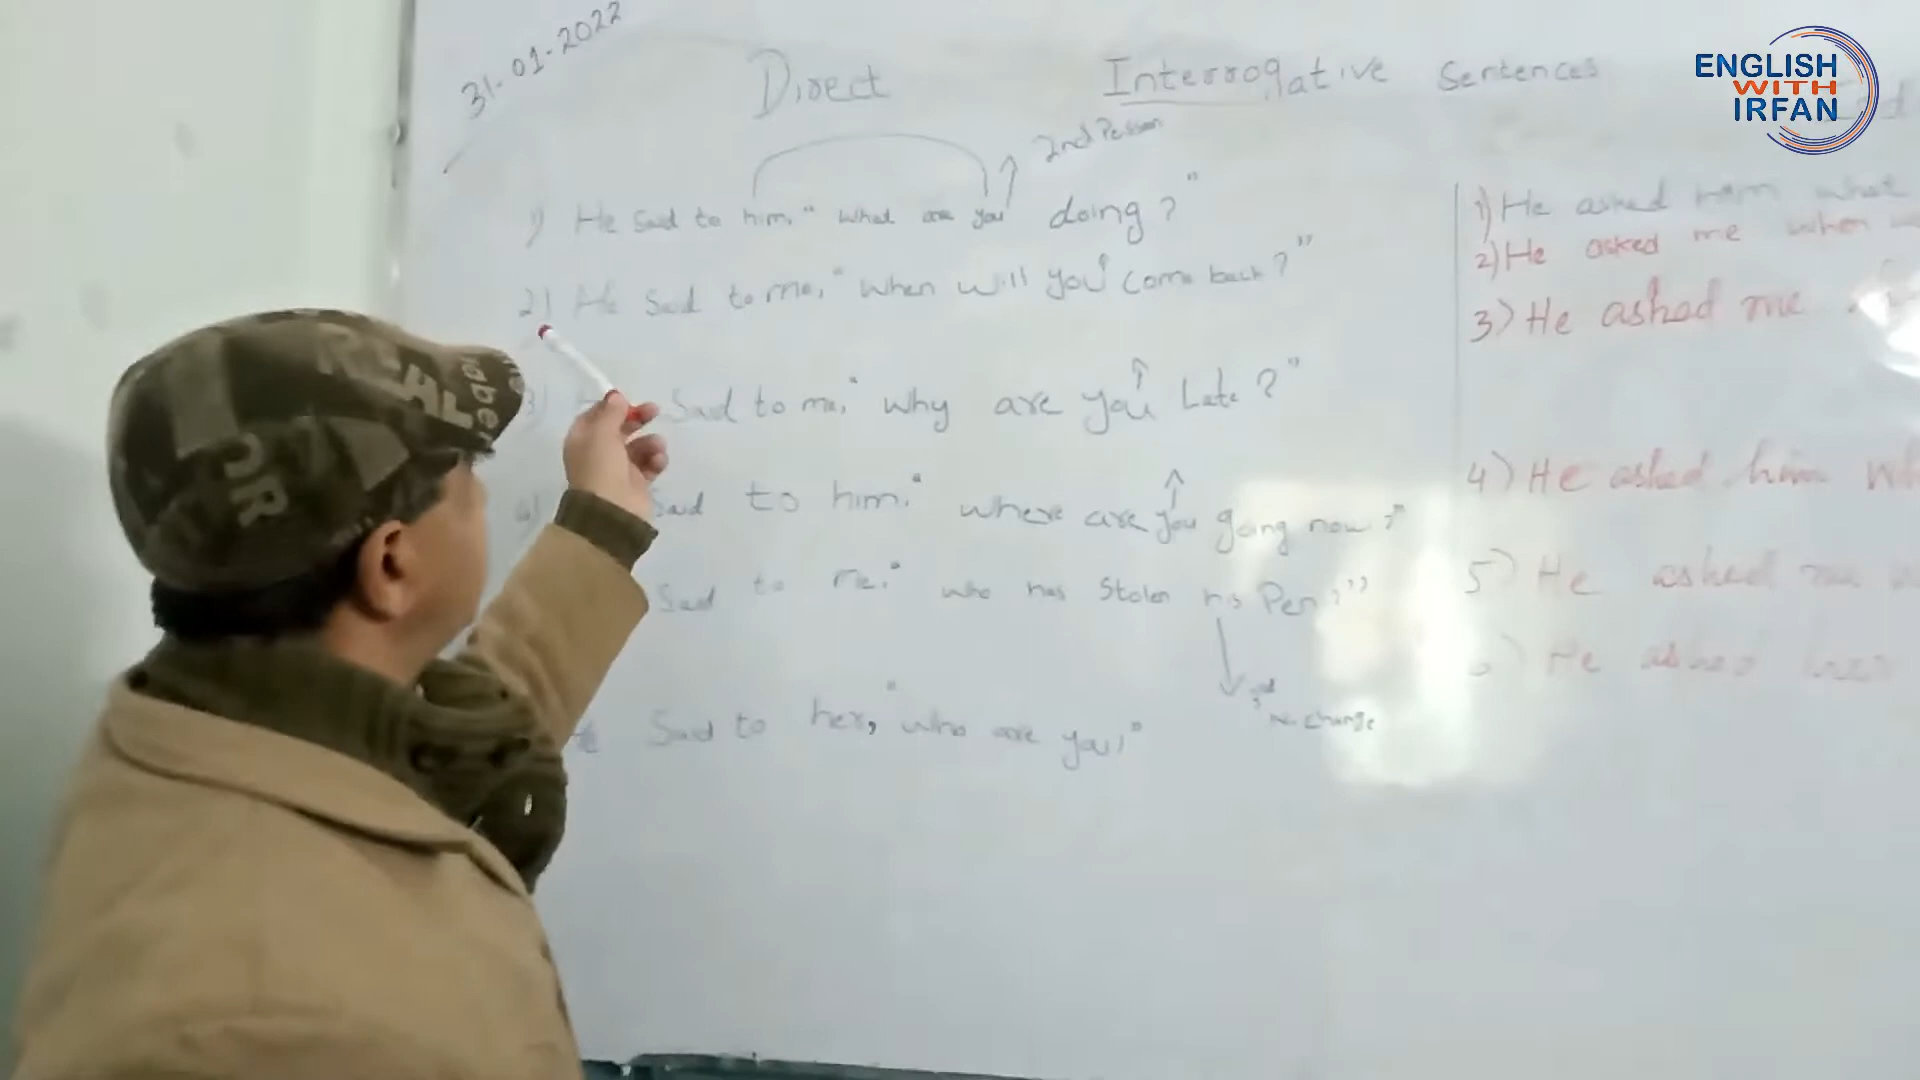 31-01-2022
Direct Interrogative Sentences
ENGLISH
WITH
IRFAN
2nd Person
1) He Said to him, "What are you doing?"
2) He Said to me, "When will you come back?"
3) Said to me, "Why are you Late?"
Said to him, "where are you going now?"
Said to me, "who has Stolen his Pen?"
3rd
No change
Said to her, "who are you?"
1) He asked him what
2) He asked me when
3) He asked me
4) He asked him
5) He asked me
He asked her